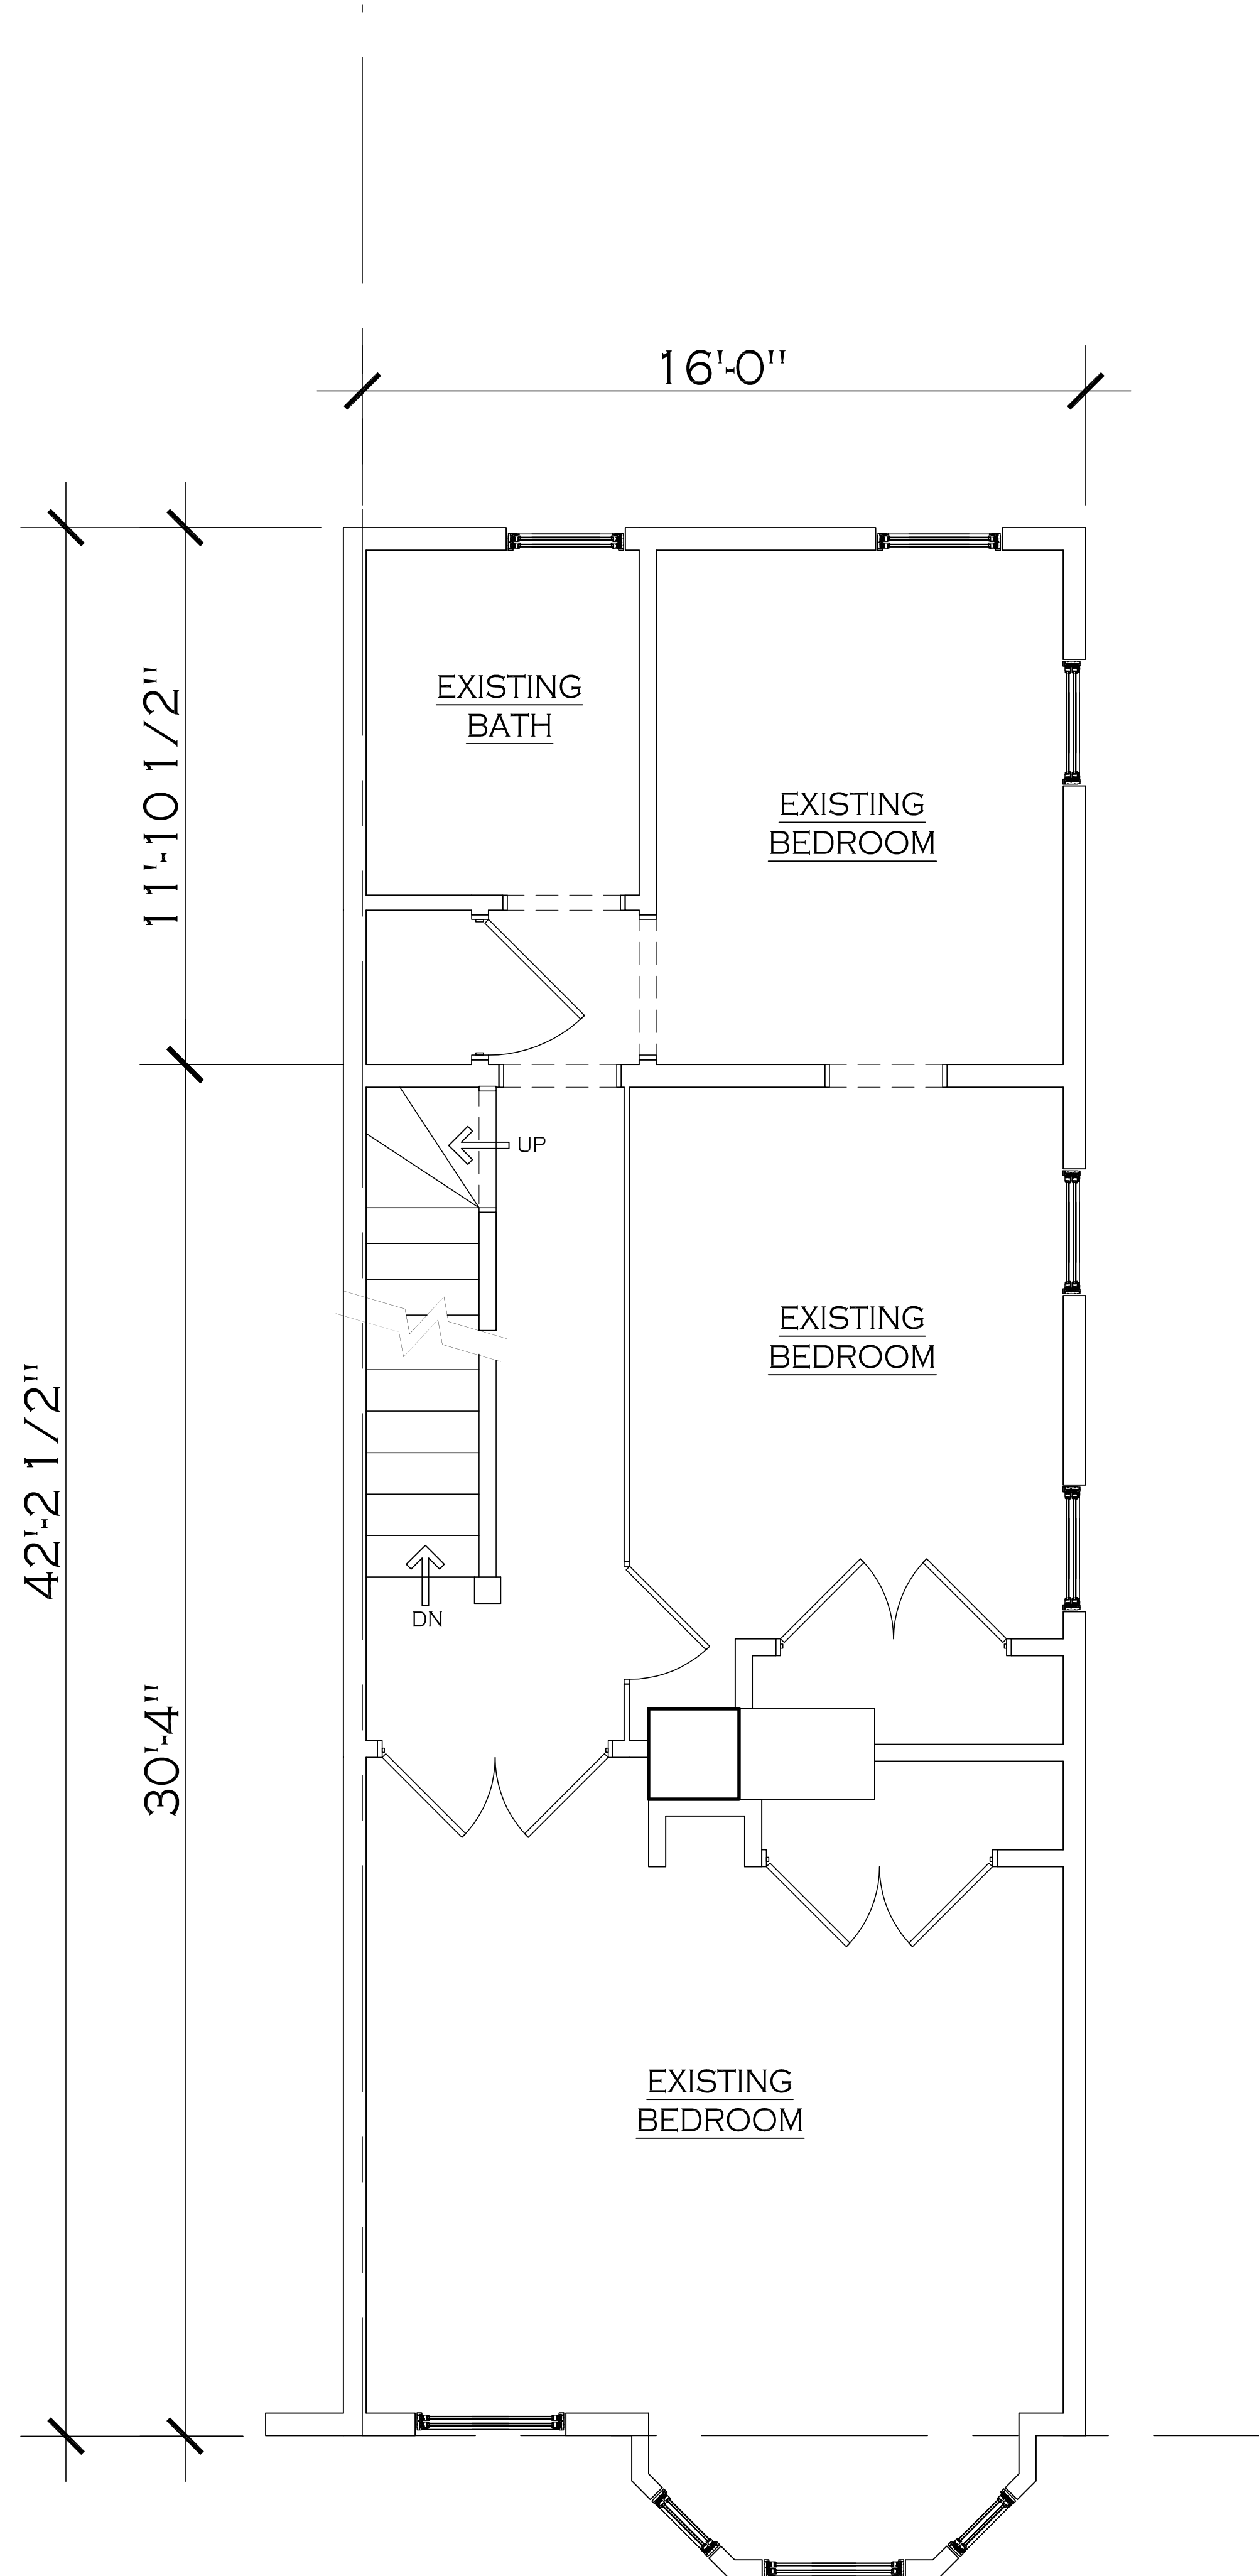 16'-0"
EXISTING
BATH
11'-10 1/2"
EXISTING
BEDROOM
UP
EXISTING
BEDROOM
42'-2 1/2"
DN
30'-4"
EXISTING
BEDROOM